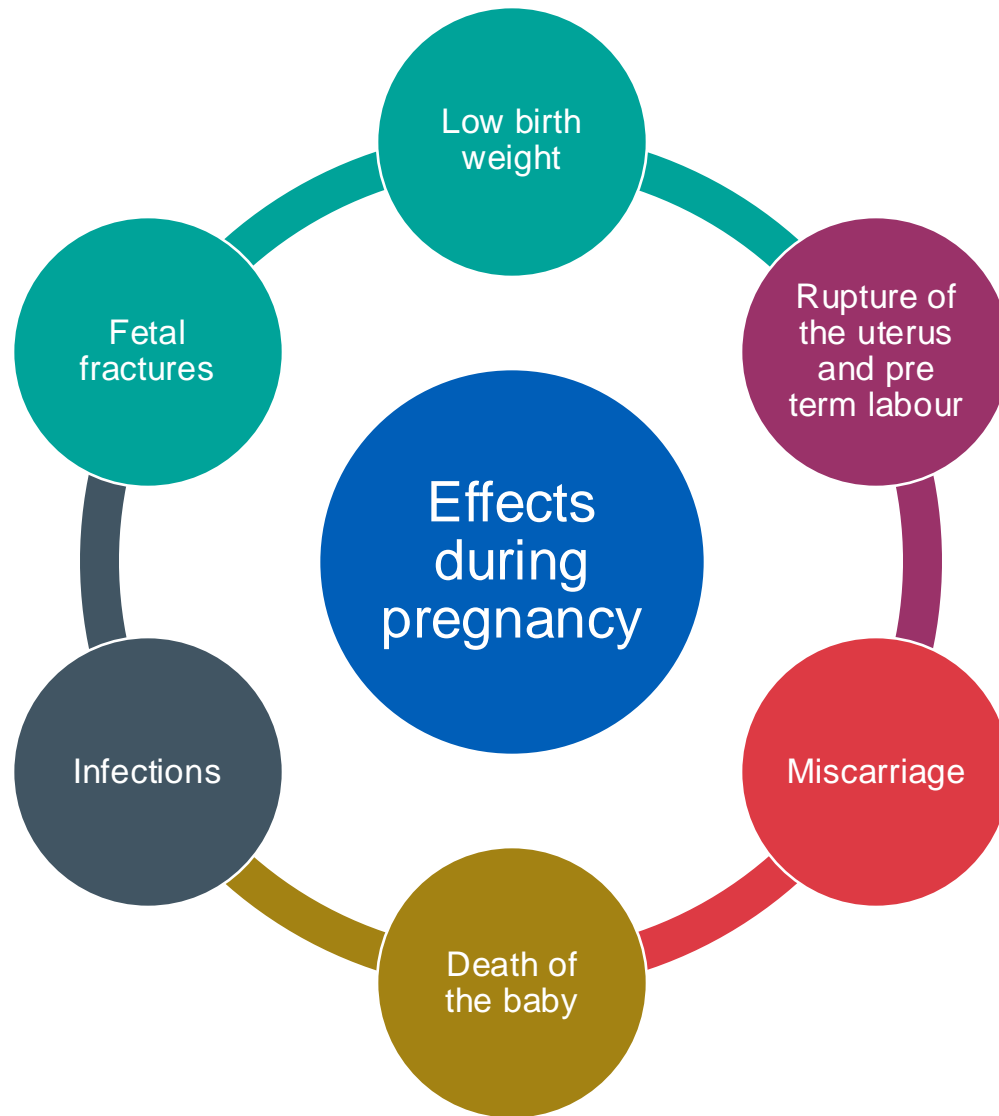 Low birth
weight
Rupture of
the uterus
and pre
term labour
Miscarriage
Death of
the baby
Infections
Fetal
fractures
Effects
during
pregnancy